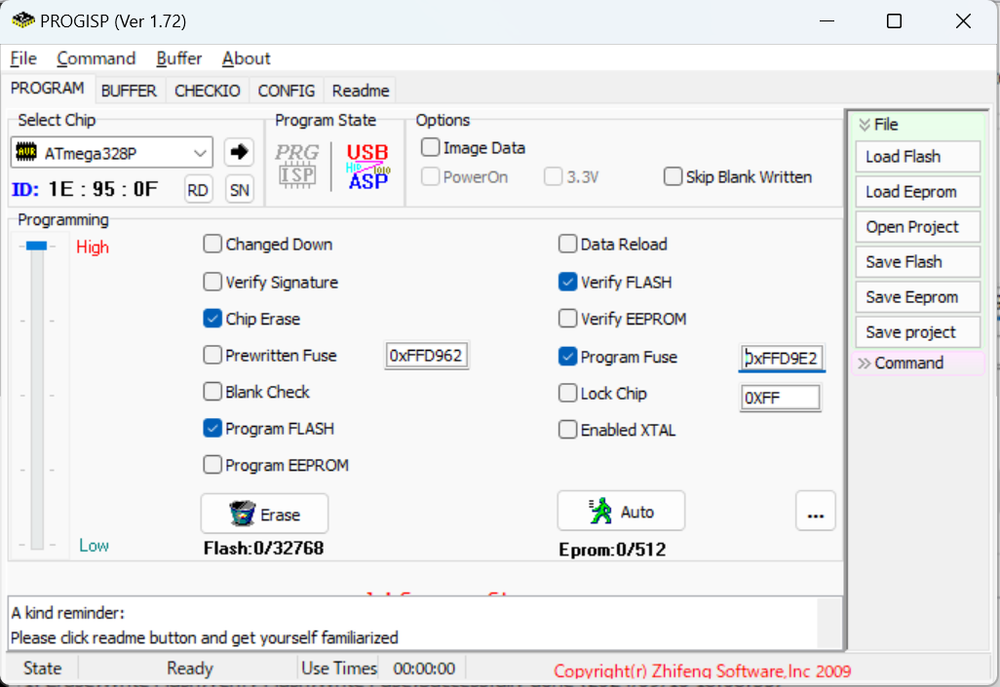 PROGISP (Ver 1.72)
File Command Buffer About
PROGRAM BUFFER CHECKIO CONFIG Readme
Select Chip
ATmega328P
ID: 1E : 95 : 0F RD SN
Program State
PRG
ISP
USB
ASP
Options
Image Data
PowerOn 3.3V Skip Blank Written
Programming
High
Low
Changed Down
Verify Signature
Chip Erase
Prewritten Fuse 0xFFD962
Blank Check
Program FLASH
Program EEPROM
Erase
Flash:0/32768
Data Reload
Verify FLASH
Verify EEPROM
Program Fuse 0xFFD9E2
Lock Chip 0XFF
Enabled XTAL
Auto ...
Eprom:0/512
File
Load Flash
Load Eeprom
Open Project
Save Flash
Save Eeprom
Save project
Command
A kind reminder:
Please click readme button and get yourself familiarized
State Ready Use Times 00:00:00 Copyright(r) Zhifeng Software,Inc 2009